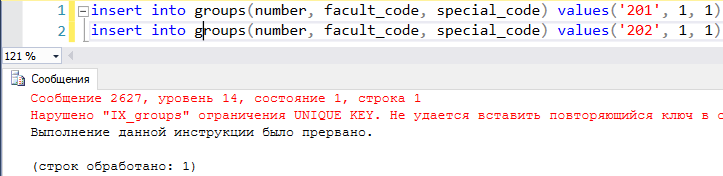 1 insert into groups(number, facult_code, special_code) values('201', 1, 1)
2 insert into groups(number, facult_code, special_code) values('202', 1, 1)
121 %
Сообщения
Сообщение 2627, уровень 14, состояние 1, строка 1
Нарушено "IX_groups" ограничения UNIQUE KEY. Не удается вставить повторяющийся ключ в о
Выполнение данной инструкции было прервано.
(строк обработано: 1)